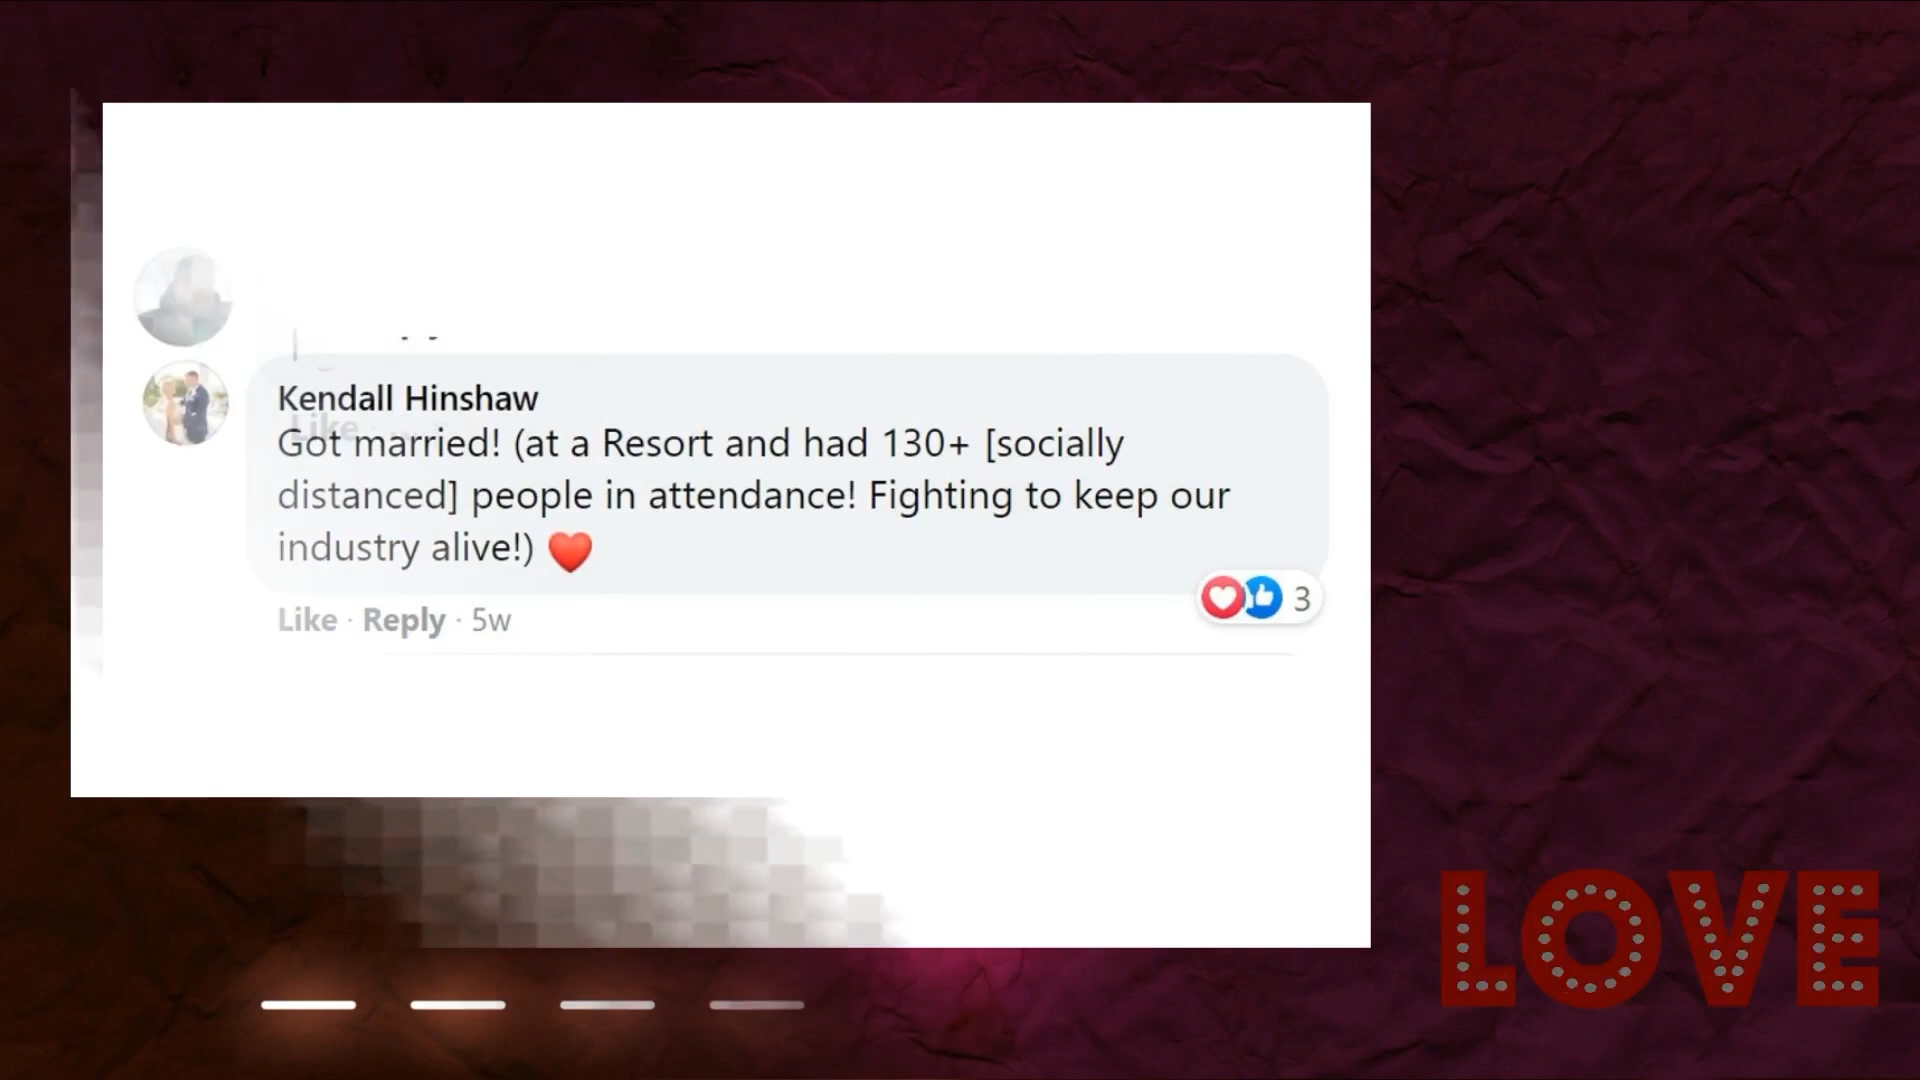 Kendall Hinshaw
Like
Got married! (at a Resort and had 130+ [socially
distanced] people in attendance! Fighting to keep our
industry alive!) ❤️
Like · Reply · 5w
3
LOVE